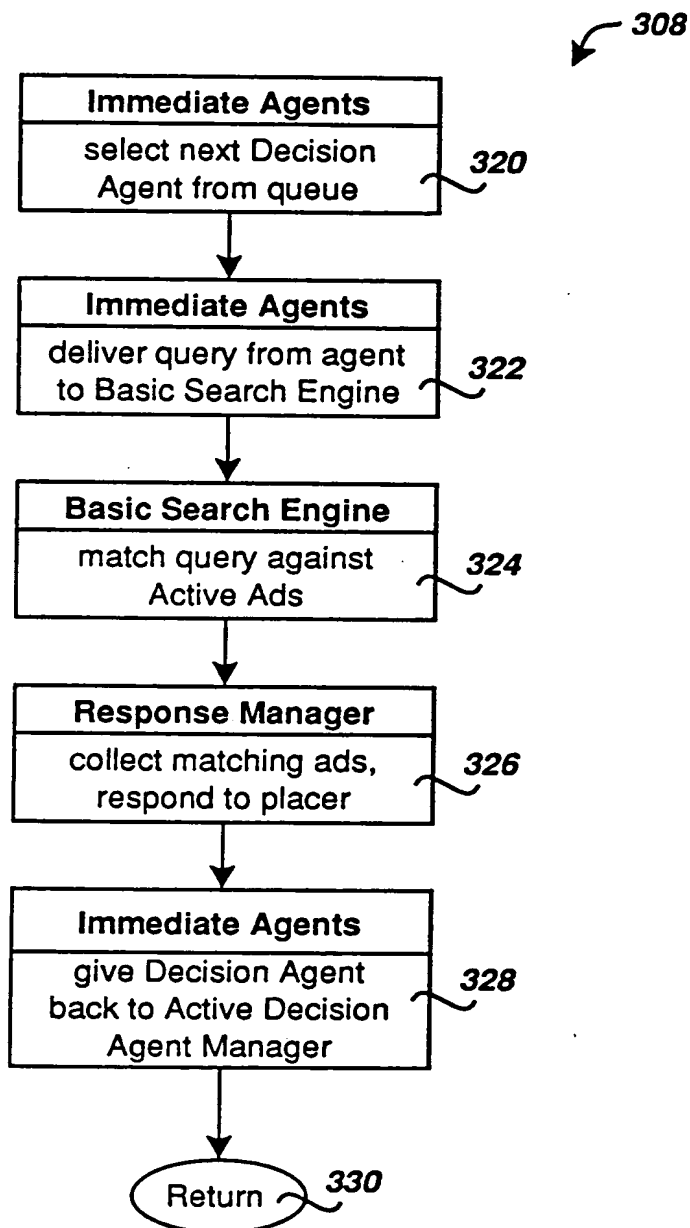 308
Immediate Agents
select next Decision
Agent from queue
320
Immediate Agents
deliver query from agent
to Basic Search Engine
322
Basic Search Engine
match query against
Active Ads
324
Response Manager
collect matching ads,
respond to placer
326
Immediate Agents
give Decision Agent
back to Active Decision
Agent Manager
328
Return
330